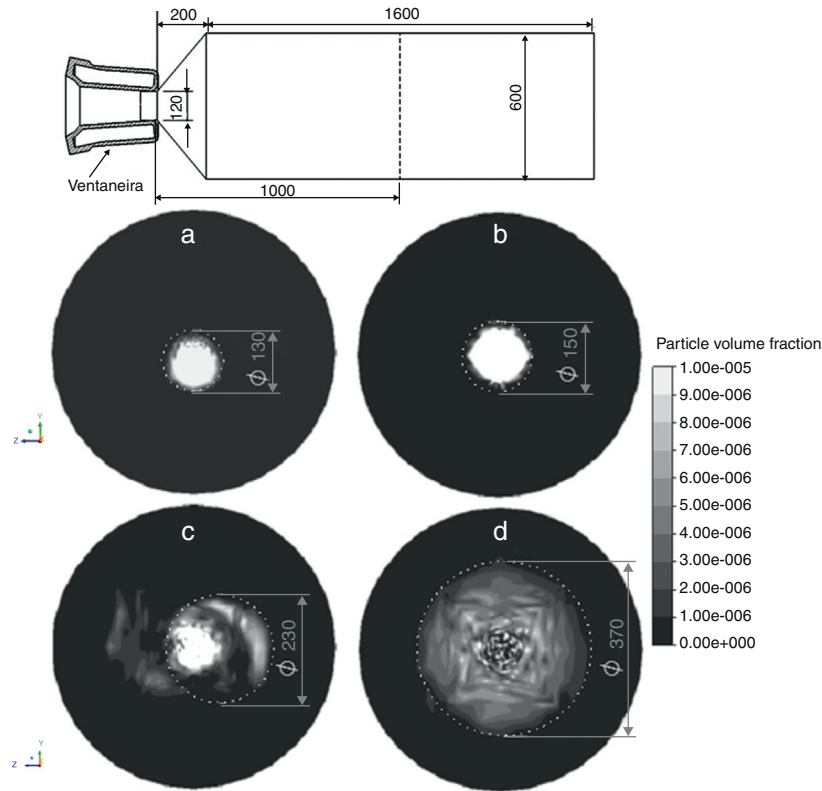 200
1600
120
600
Ventaneira
1000
a
b
Φ 130
Φ 150
Particle volume fraction
1.00e-005
9.00e-006
8.00e-006
7.00e-006
6.00e-006
5.00e-006
4.00e-006
3.00e-006
2.00e-006
1.00e-006
0.00e+000
Y
Z
c
d
Φ 230
Φ 370
Y
Z